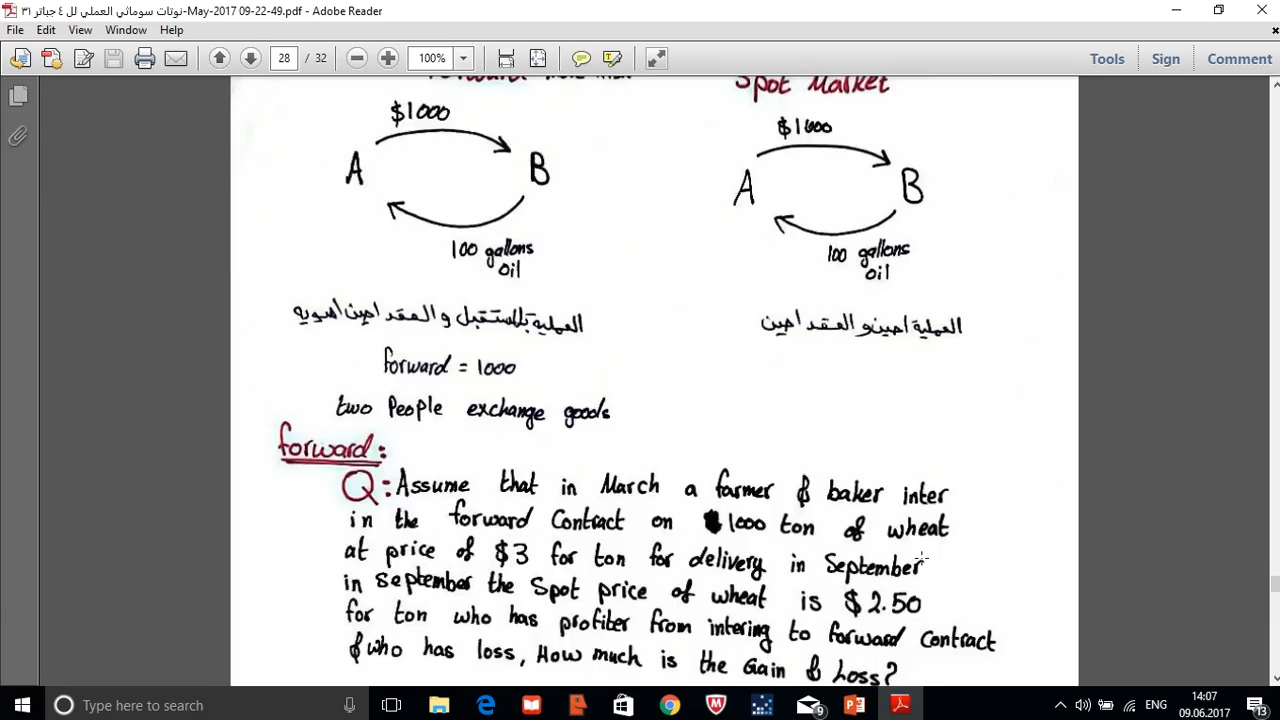 نوتات سوماثي العملي لل ٤ جباتر ٣١-May-2017 09-22-49.pdf - Adobe Reader
File Edit View Window Help
28 / 32 100% Tools Sign Comment
Spot Market
$1000
$1000
A B
A B
100 gallons
oil
100 gallons
oil
العملية بالمستقبل و العقد احين اسويه
العملية احين و العقد احين
forward = 1000
two People exchange goods
forward:
Q: Assume that in March a farmer & baker inter
in the forward Contract on 1000 ton of wheat
at price of $3 for ton for delivery in September
in september the Spot price of wheat is $2.50
for ton who has profiter from intering to forward Contract
& who has loss, How much is the Gain & Loss?
Type here to search
9
ENG
14:07
09.06.2017